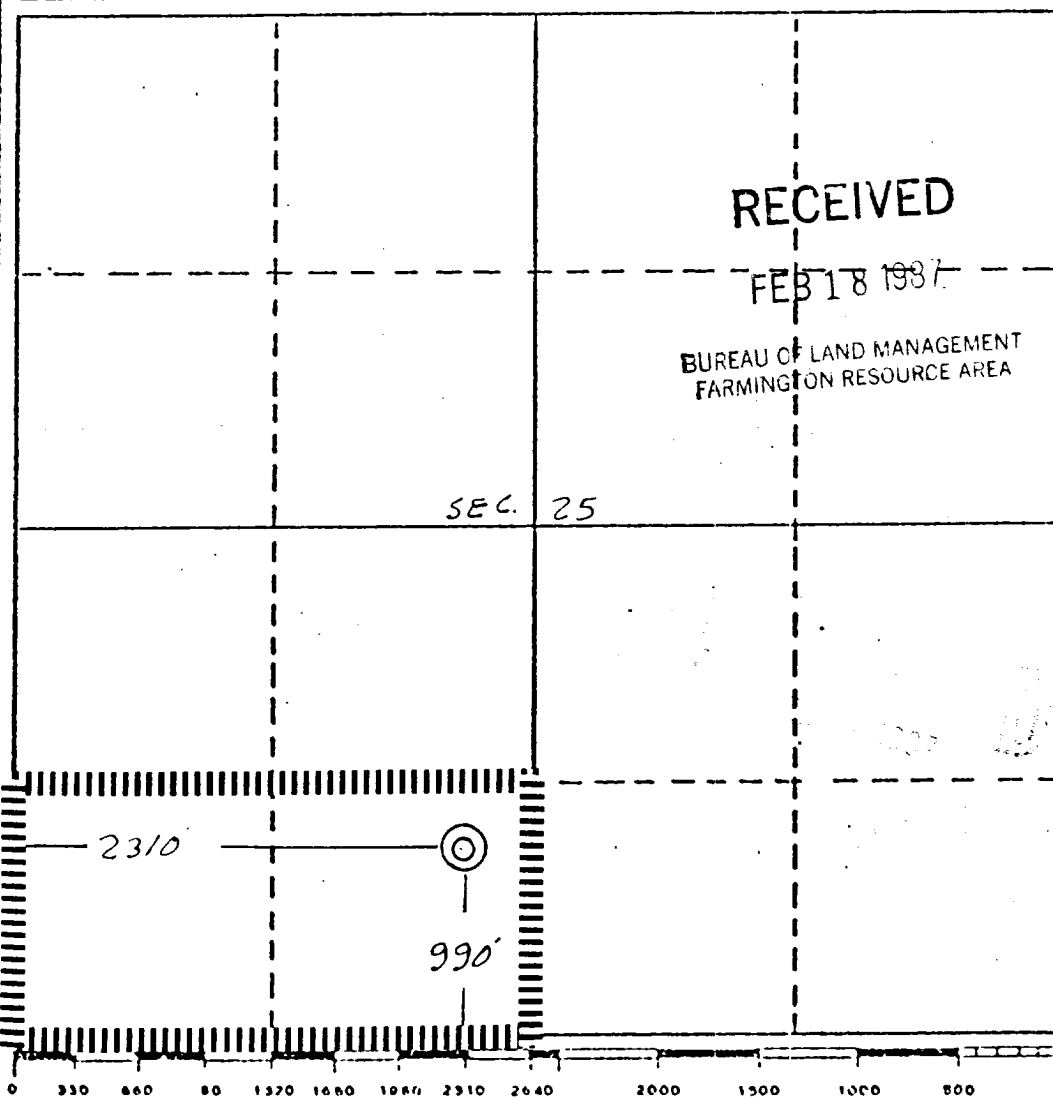 RECEIVED
FEB 18 1987
BUREAU OF LAND MANAGEMENT
FARMINGTON RESOURCE AREA
SEC. 25
2310'
990'
0 330 660 90 1320 1650 1980 2310 2640 2000 1500 1000 500